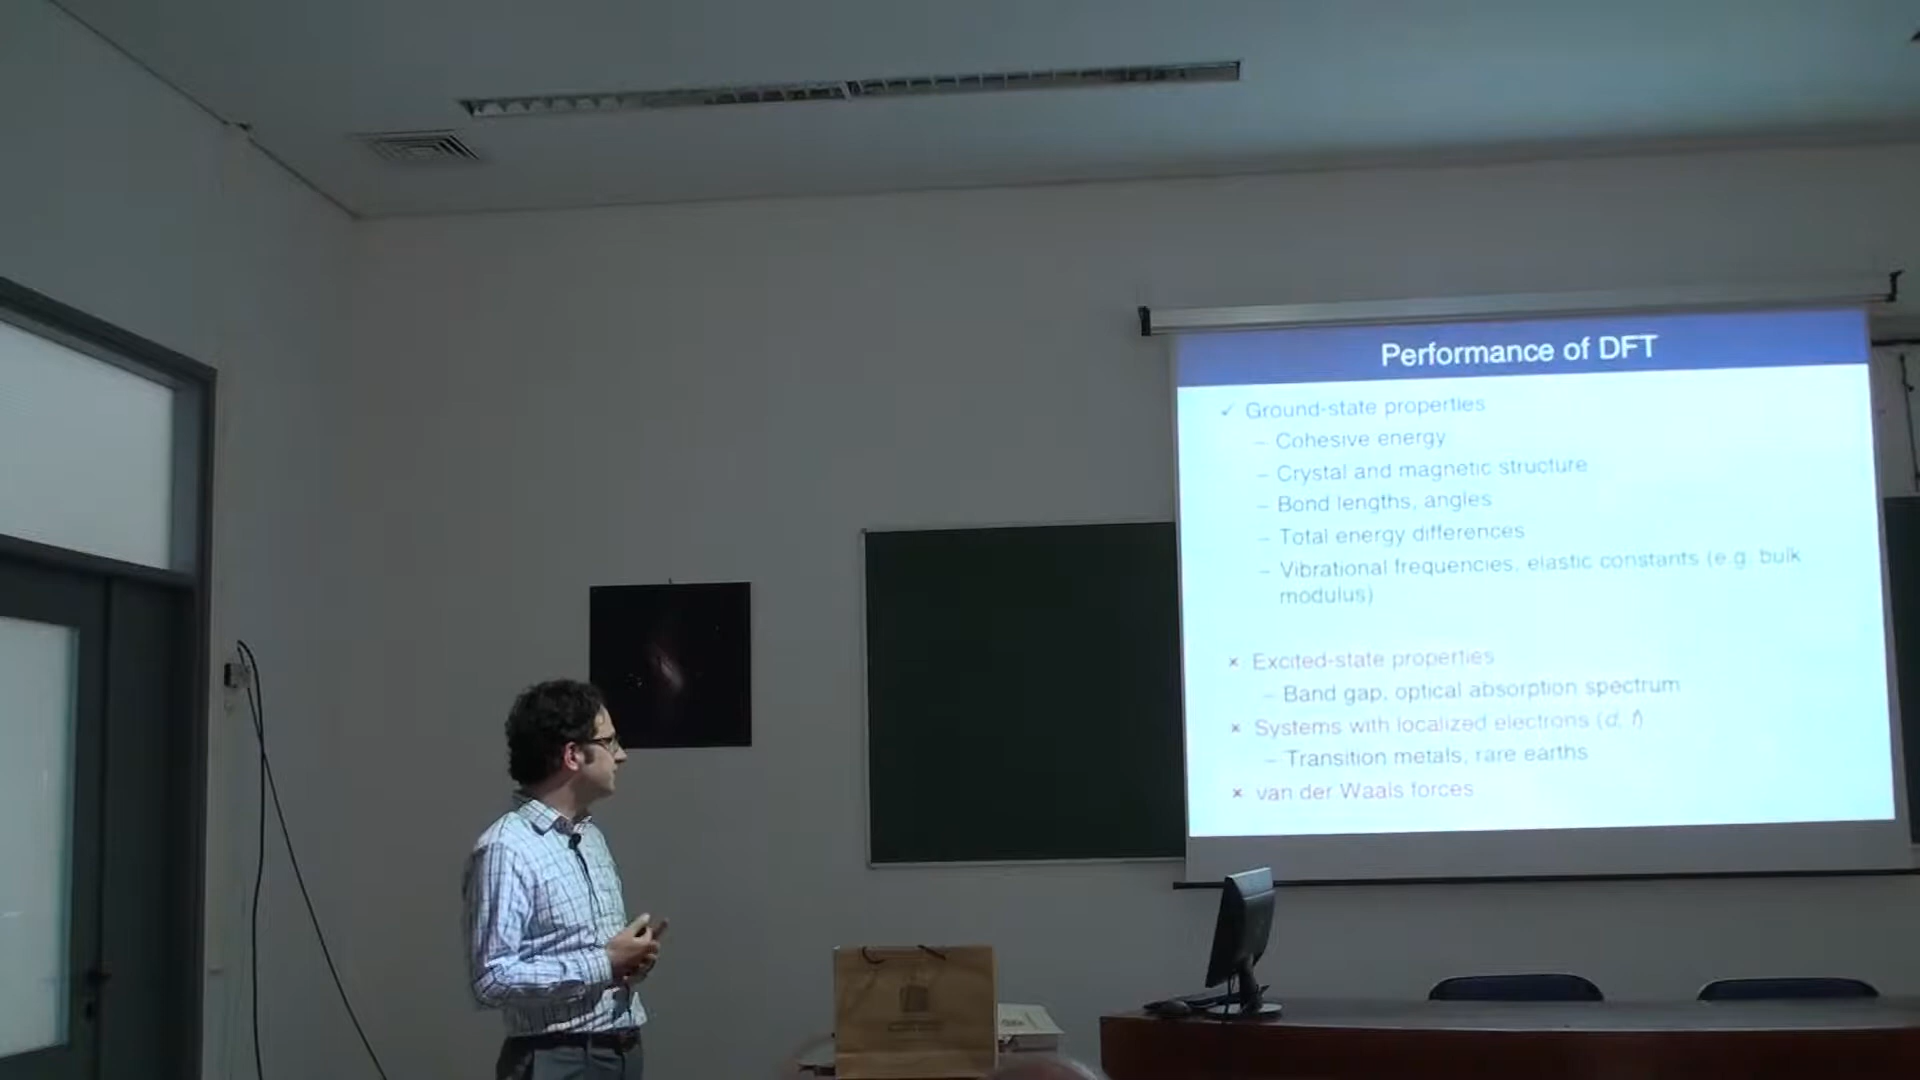 Performance of DFT
✓ Ground-state properties
– Cohesive energy
– Crystal and magnetic structure
– Bond lengths, angles
– Total energy differences
– Vibrational frequencies, elastic constants (e.g. bulk
modulus)
× Excited-state properties
– Band gap, optical absorption spectrum
× Systems with localized electrons (d, f)
– Transition metals, rare earths
× van der Waals forces